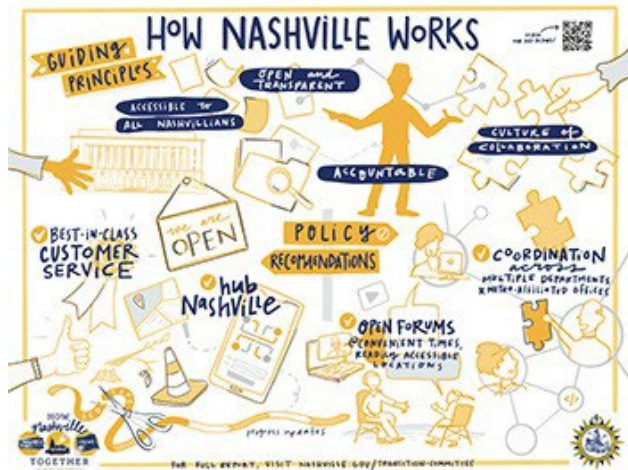 HOW NASHVILLE WORKS
GUIDING
PRINCIPLES
OPEN and
TRANSPARENT
ACCESSIBLE to
ALL NASHVILLIANS
ACCOUNTABLE
CULTURE of
COLLABORATION
we are
OPEN
POLICY
RECOMMENDATIONS
BEST-IN-CLASS
CUSTOMER
SERVICE
hub
Nashville
OPEN FORUMS
@ CONVENIENT TIMES,
READILY ACCESSIBLE
LOCATIONS
COORDINATION
across
MULTIPLE DEPARTMENTS
& METRO-AFFILIATED OFFICES
progress updates
HOW
Nashville
TOGETHER
FOR FULL REPORT, VISIT NASHVILLE.GOV/TRANSITION-COMMITTEE